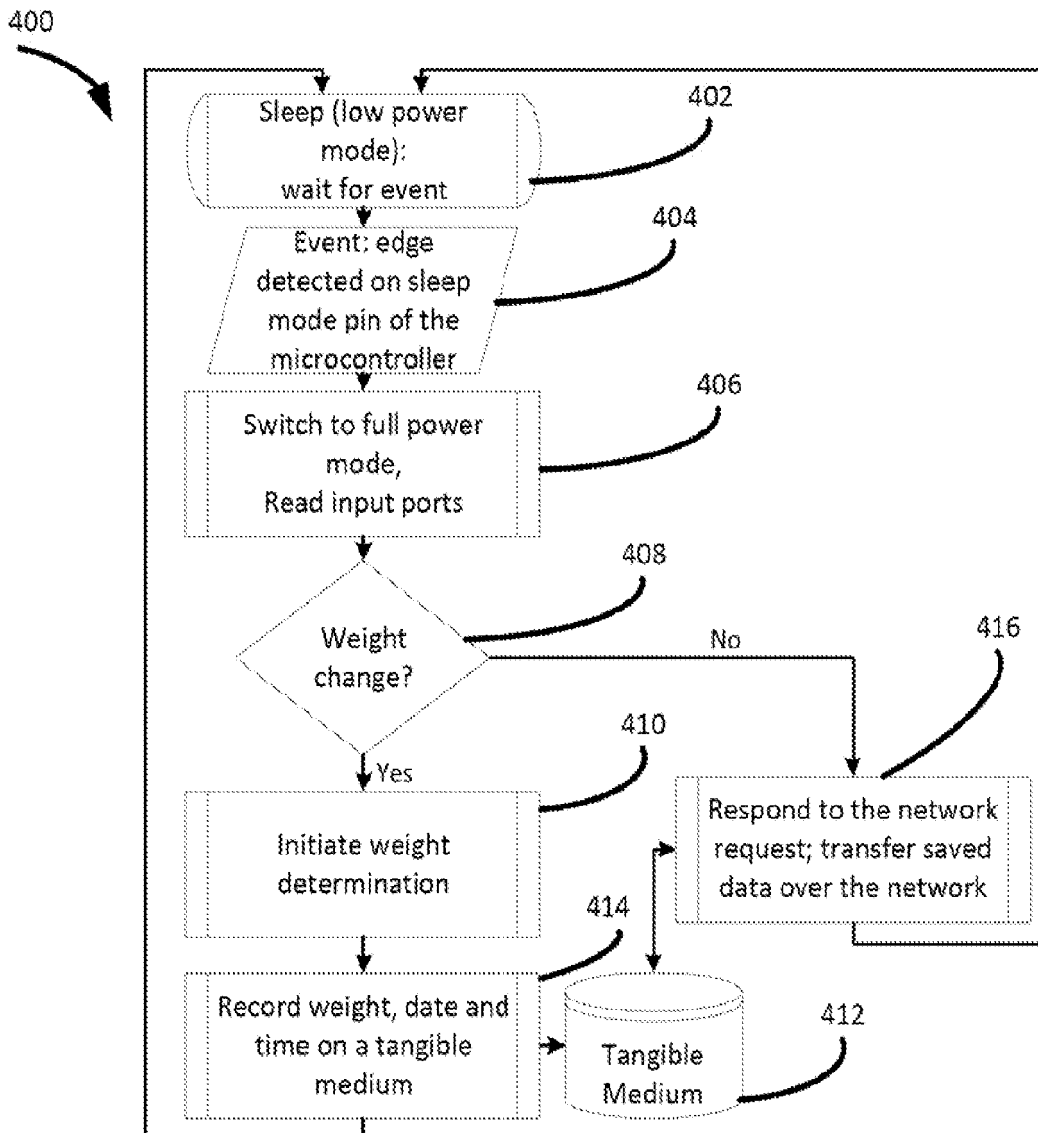 400
402
Sleep (low power
mode):
wait for event
404
Event: edge
detected on sleep
mode pin of the
microcontroller
406
Switch to full power
mode,
Read input ports
408
Weight
change?
No
416
Yes
410
Initiate weight
determination
Respond to the network
request; transfer saved
data over the network
414
Record weight, date and
time on a tangible
medium
412
Tangible
Medium